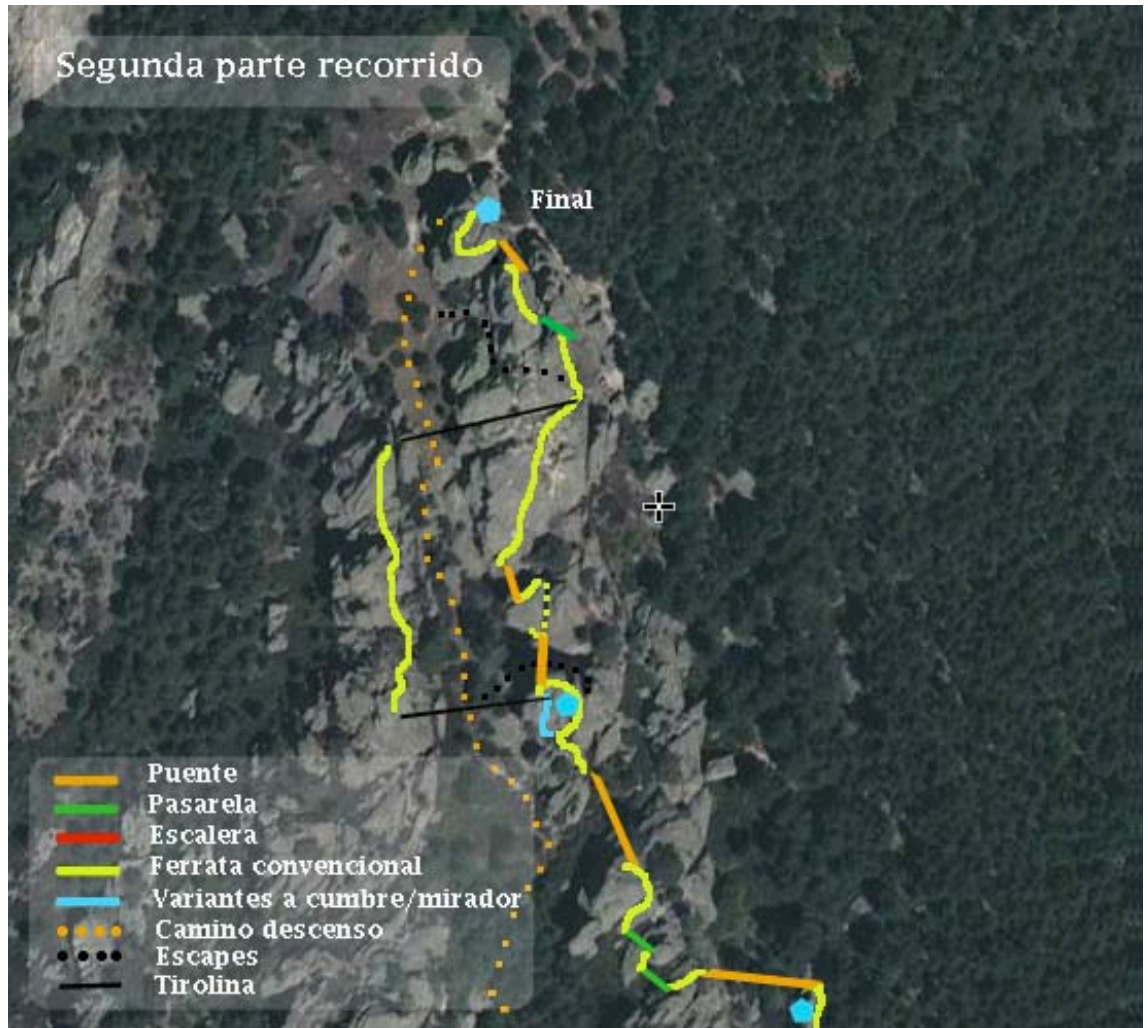 Segunda parte recorrido
Final
Puente
Pasarela
Escalera
Ferrata convencional
Variantes a cumbre/mirador
Camino descenso
Escapes
Tirolina